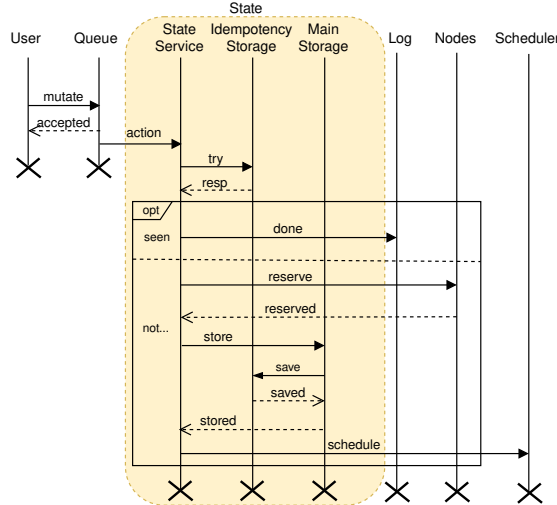 State
User
Queue
State
Service
Idempotency
Storage
Main
Storage
Log
Nodes
Scheduler
mutate
accepted
action
try
resp
opt
seen
done
reserve
reserved
not...
store
save
saved
stored
schedule